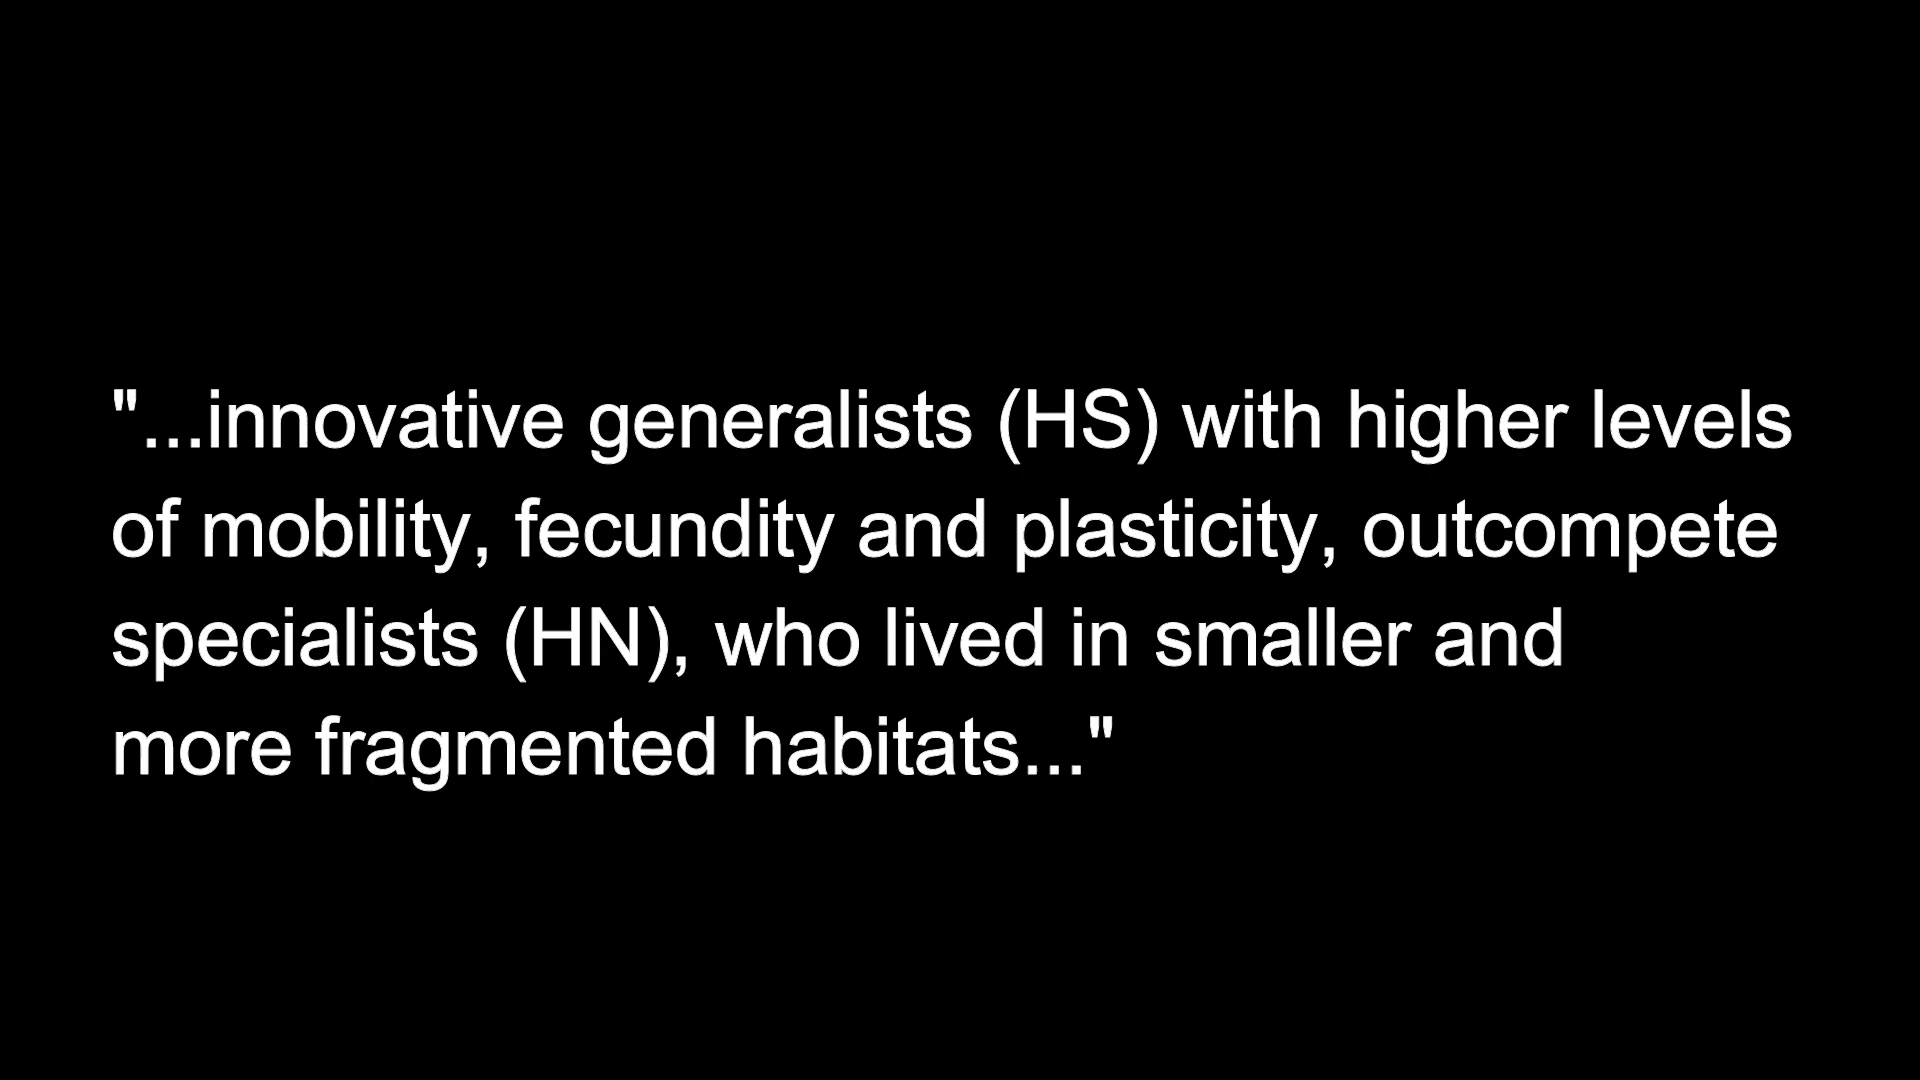 "...innovative generalists (HS) with higher levels
of mobility, fecundity and plasticity, outcompete
specialists (HN), who lived in smaller and
more fragmented habitats..."